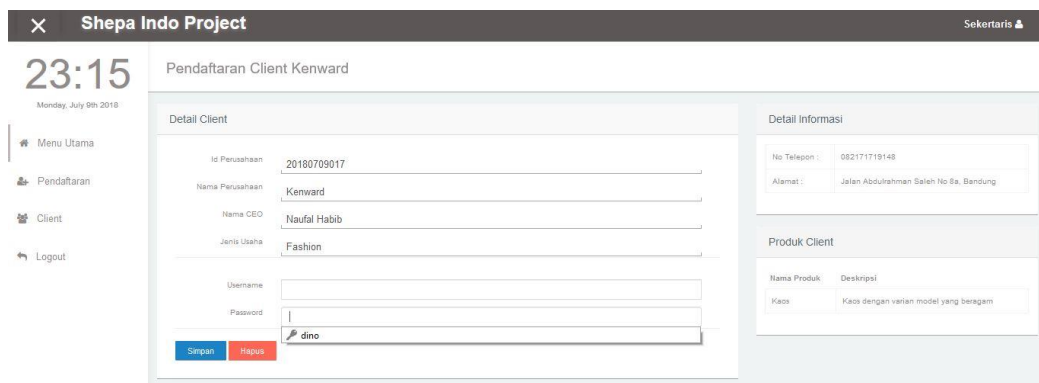 Shepa Indo Project
Sekertaris
23:15
Monday, July 9th 2018
Menu Utama
Pendaftaran
Client
Logout
Pendaftaran Client Kenward
Detail Client
Id Perusahaan 20180709017
Nama Perusahaan Kenward
Nama CEO Naufal Habib
Jenis Usaha Fashion
Username
Password
dino
Simpan Hapus
Detail Informasi
No Telepon : 082171719148
Alamat : Jalan Abdulrahman Saleh No 8a, Bandung
Produk Client
Nama Produk Deskripsi
Kaos Kaos dengan varian model yang beragam